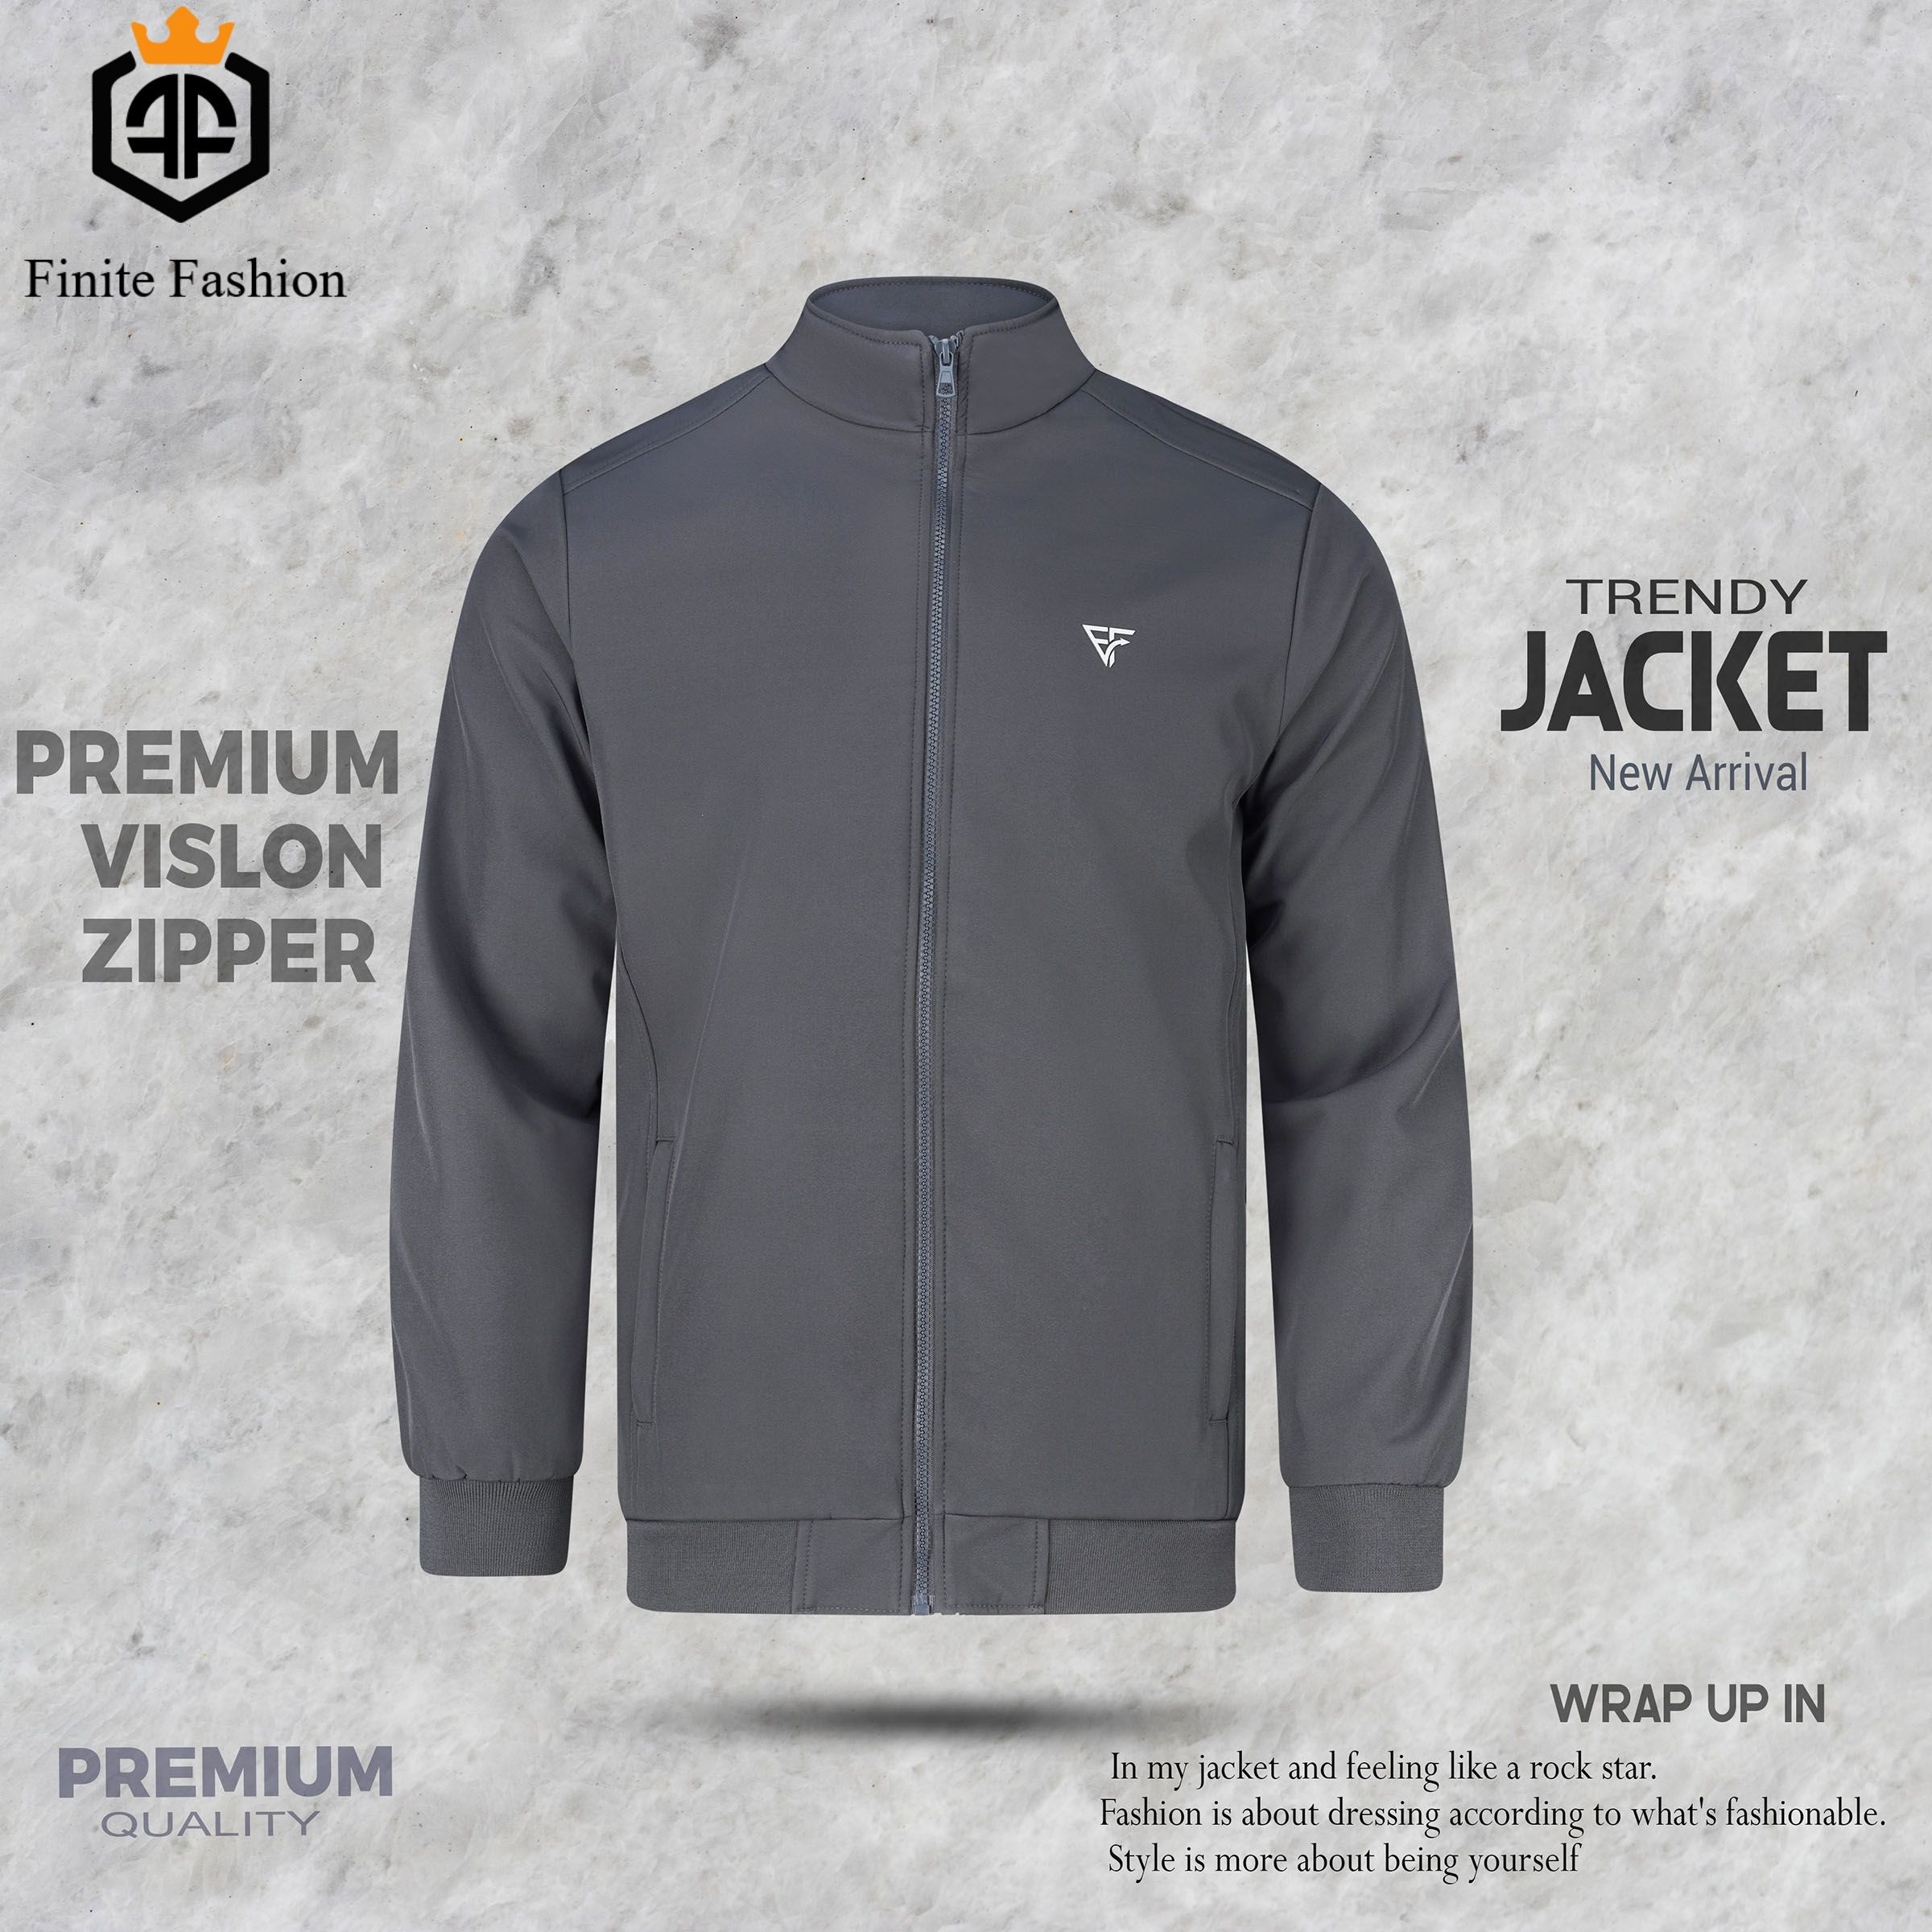 Finite Fashion
TRENDY
JACKET
New Arrival
PREMIUM
VISLON
ZIPPER
WRAP UP IN
In my jacket and feeling like a rock star.
Fashion is about dressing according to what's fashionable.
Style is more about being yourself
PREMIUM
QUALITY